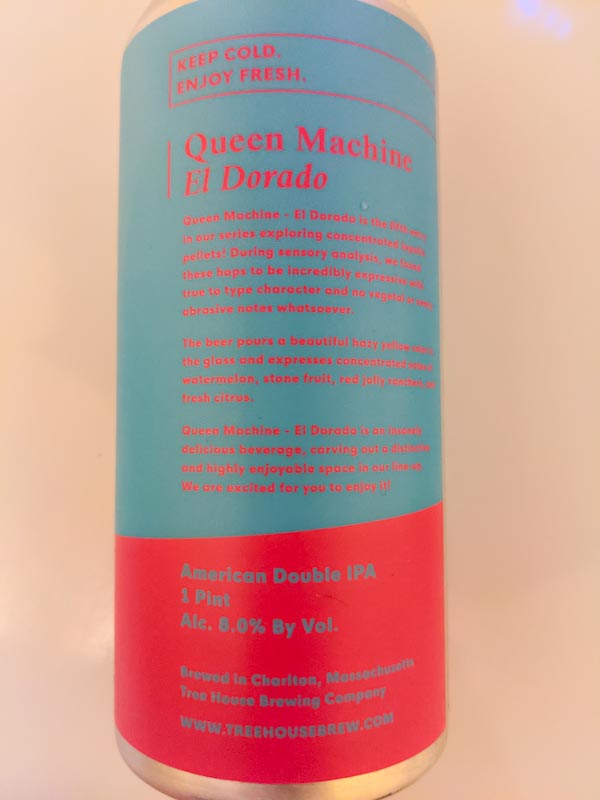 KEEP COLD.
ENJOY FRESH.
Queen Machine
El Dorado
Queen Machine - El Dorado is the fifth
in our series exploring concentrated
pellets! During sensory analysis, we found
these hops to be incredibly expressive with
true to type character and no vegetal or
abrasive notes whatsoever.
The beer pours a beautiful hazy yellow
the glass and expresses concentrated
watermelon, stone fruit, red jolly rancher,
fresh citrus.
Queen Machine - El Dorado is an insanely
delicious beverage, carving out a distinctive
and highly enjoyable space in our line-up.
We are excited for you to enjoy it!
American Double IPA
1 Pint
Alc. 8.0% By Vol.
Brewed in Charlton, Massachusetts
Tree House Brewing Company
WWW.TREEHOUSEBREW.COM